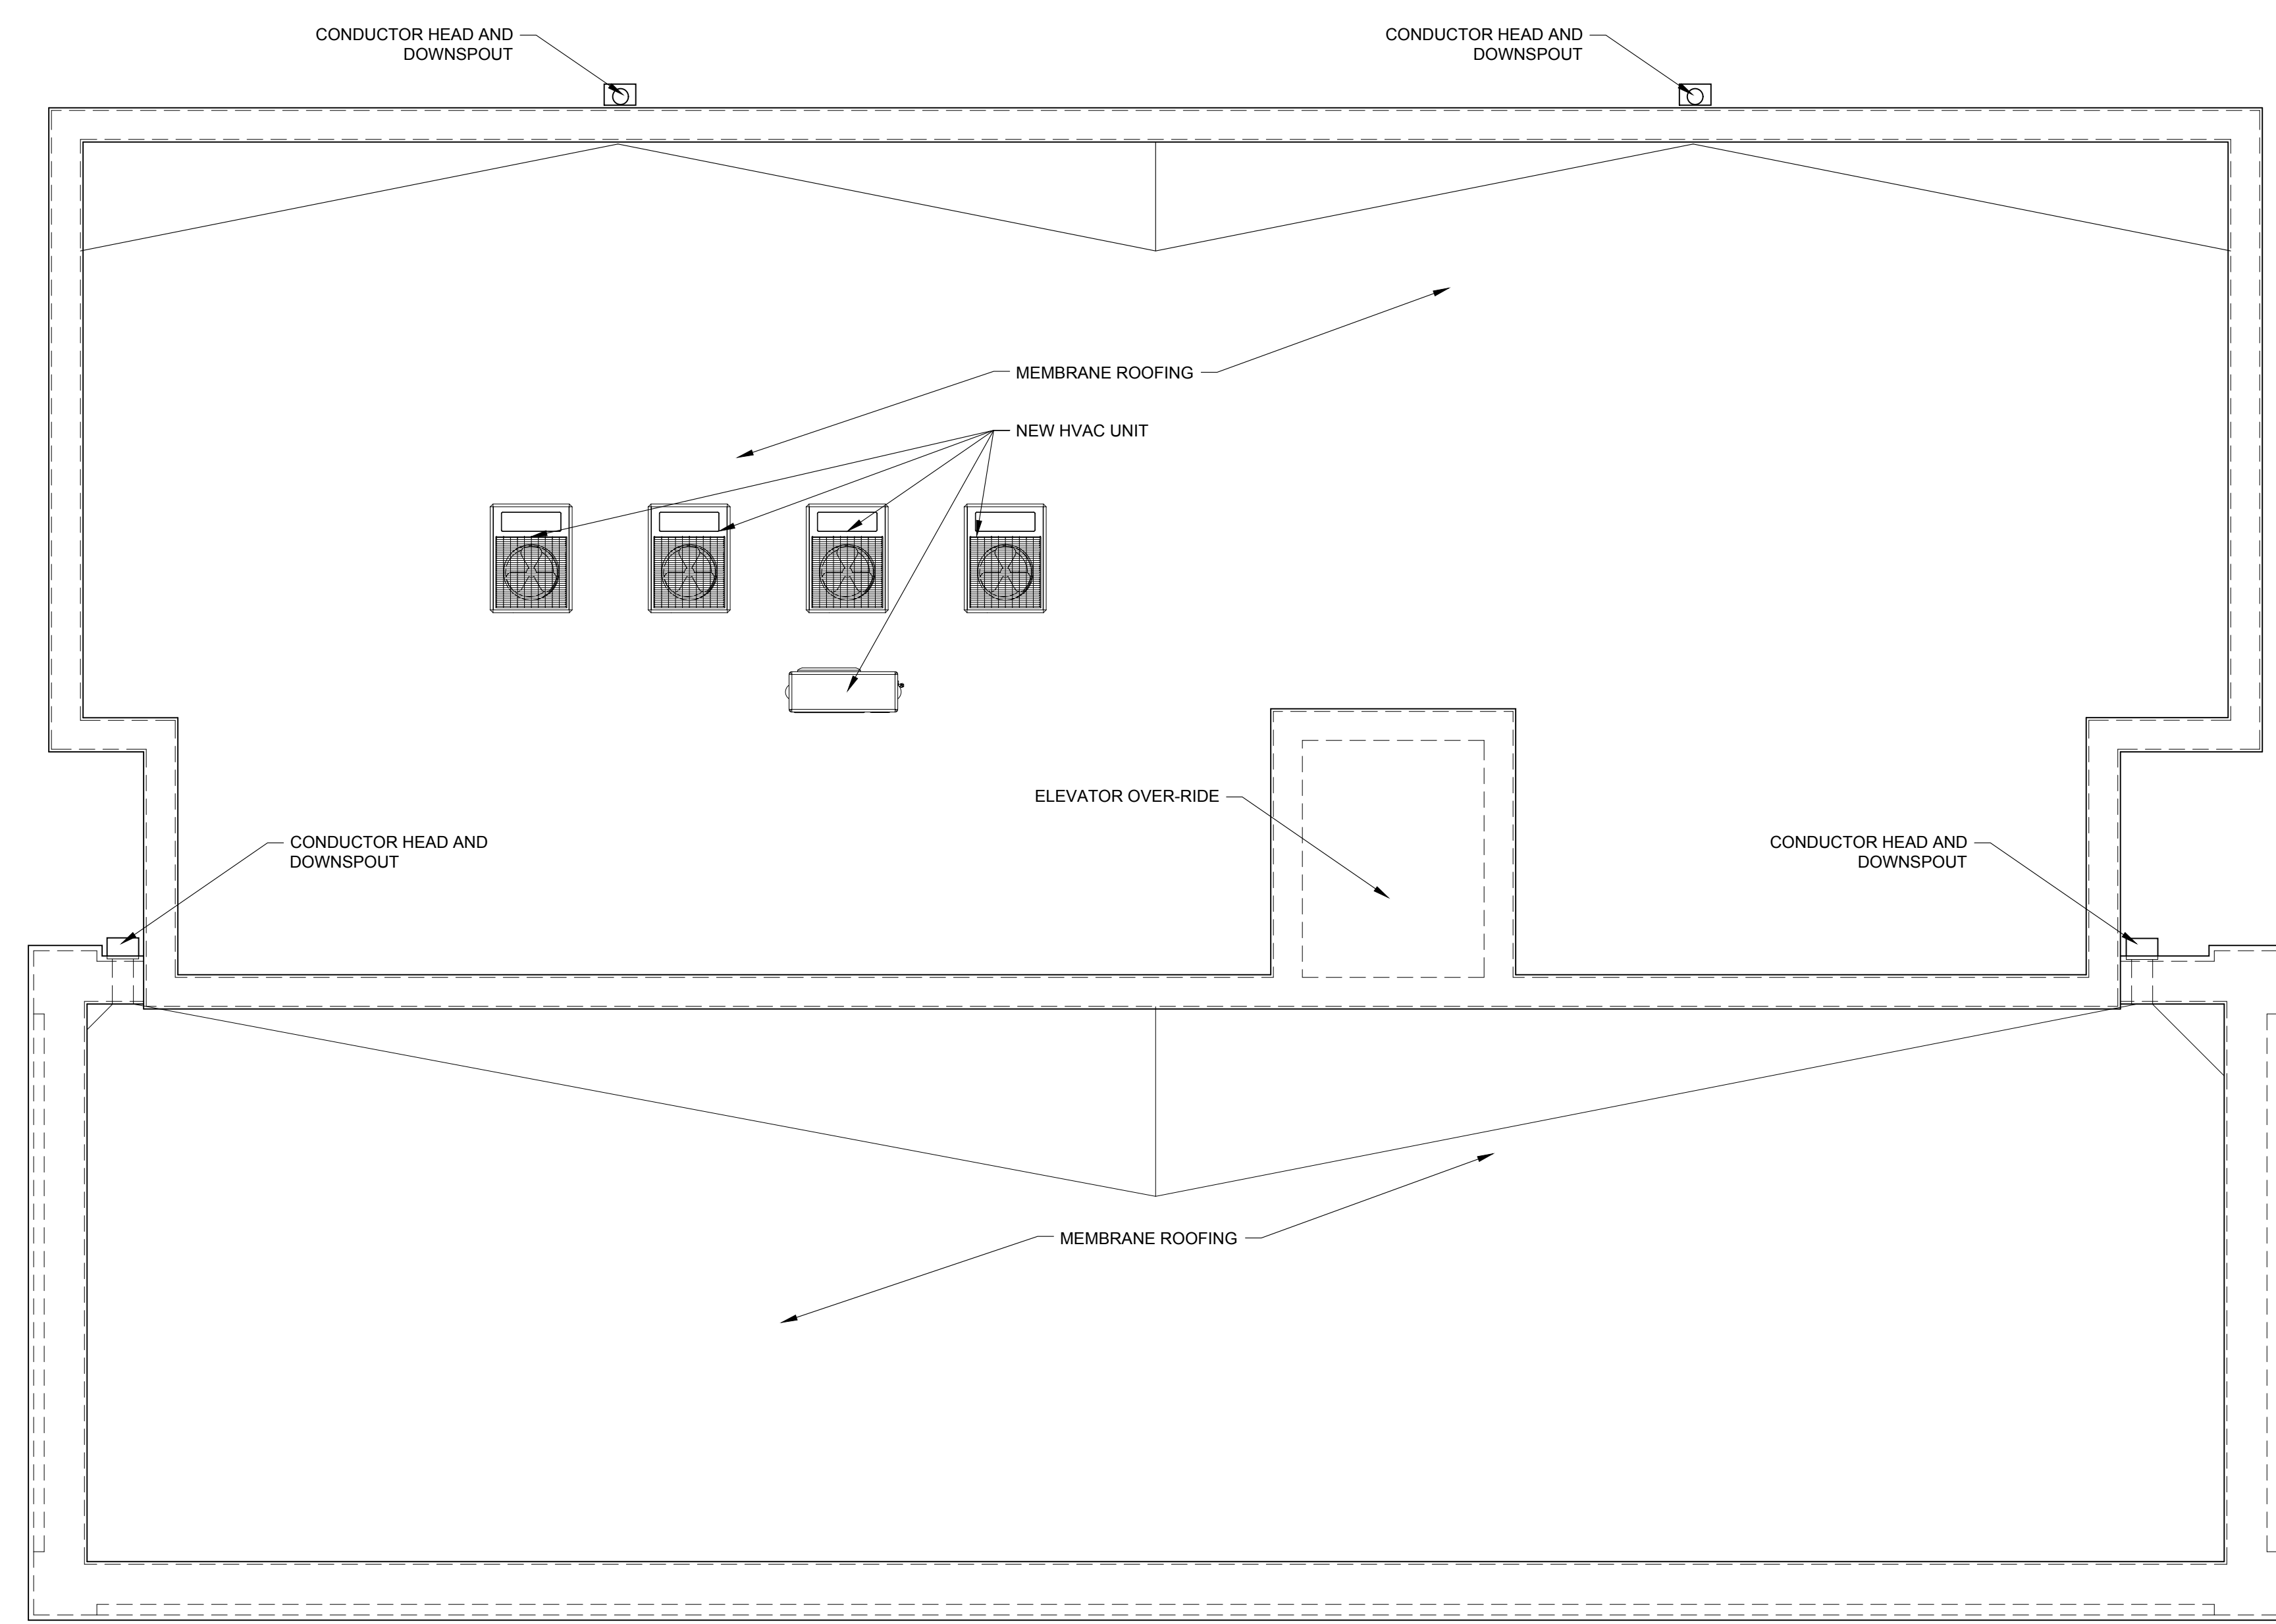 CONDUCTOR HEAD AND
DOWNSPOUT
CONDUCTOR HEAD AND
DOWNSPOUT
MEMBRANE ROOFING
NEW HVAC UNIT
ELEVATOR OVER-RIDE
CONDUCTOR HEAD AND
DOWNSPOUT
CONDUCTOR HEAD AND
DOWNSPOUT
MEMBRANE ROOFING